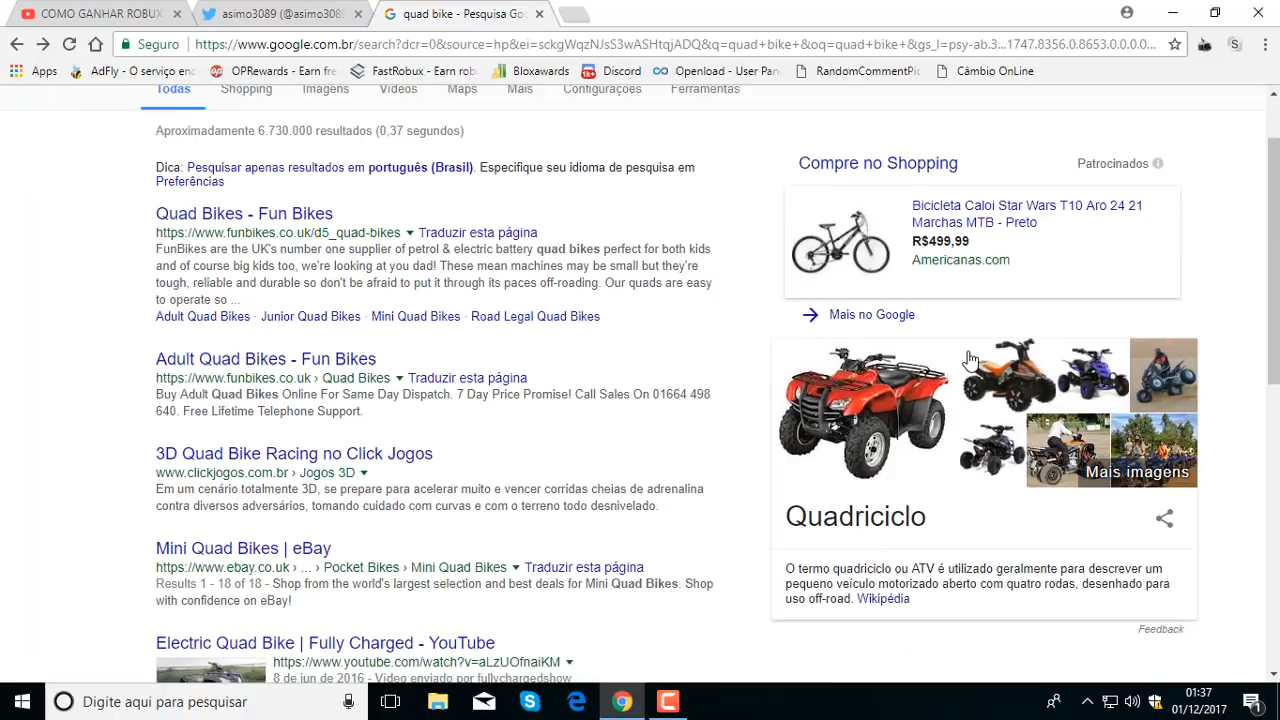 COMO GANHAR ROBUX
asimo3089 (@asimo3089
quad bike - Pesquisa Goo
Seguro
https://www.google.com.br/search?dcr=0&source=hp&ei=sckgWqzNJsS3wASHtqjADQ&q=quad+bike+&oq=quad+bike+&gs_l=psy-ab.3...1747.8356.0.8653.0.0.0.0....
Apps
AdFly - O serviço enc
OPRewards - Earn free
FastRobux - Earn rob
Bloxawards
Discord
Openload - User Pan
RandomCommentPic
Câmbio OnLine
Todas
Shopping
Imagens
Vídeos
Maps
Mais
Configurações
Ferramentas
Aproximadamente 6.730.000 resultados (0,37 segundos)
Dica: Pesquisar apenas resultados em português (Brasil). Especifique seu idioma de pesquisa em
Preferências
Quad Bikes - Fun Bikes
https://www.funbikes.co.uk/d5_quad-bikes
Traduzir esta página
FunBikes are the UK's number one supplier of petrol & electric battery quad bikes perfect for both kids
and of course big kids too, we're looking at you dad! These mean machines may be small but they're
tough, reliable and durable so don't be afraid to put it through its paces off-roading. Our quads are easy
to operate so ...
Adult Quad Bikes · Junior Quad Bikes · Mini Quad Bikes · Road Legal Quad Bikes
Adult Quad Bikes - Fun Bikes
https://www.funbikes.co.uk › Quad Bikes
Traduzir esta página
Buy Adult Quad Bikes Online For Same Day Dispatch. 7 Day Price Promise! Call Sales On 01664 498
640. Free Lifetime Telephone Support.
3D Quad Bike Racing no Click Jogos
www.clickjogos.com.br › Jogos 3D
Em um cenário totalmente 3D, se prepare para acelerar muito e vencer corridas cheias de adrenalina
contra diversos adversários, tomando cuidado com curvas e com o terreno todo desnivelado.
Mini Quad Bikes | eBay
https://www.ebay.co.uk › ... › Pocket Bikes › Mini Quad Bikes
Traduzir esta página
Results 1 - 18 of 18 - Shop from the world's largest selection and best deals for Mini Quad Bikes. Shop
with confidence on eBay!
Electric Quad Bike | Fully Charged - YouTube
https://www.youtube.com/watch?v=aLzUOfnaiKM
8 de jun de 2016 - Vídeo enviado por fullychargedshow
Compre no Shopping
Patrocinados
Bicicleta Caloi Star Wars T10 Aro 24 21
Marchas MTB - Preto
R$499,99
Americanas.com
Mais no Google
Mais imagens
Quadriciclo
O termo quadriciclo ou ATV é utilizado geralmente para descrever um
pequeno veículo motorizado aberto com quatro rodas, desenhado para
uso off-road. Wikipédia
Feedback
Digite aqui para pesquisar
01:37
01/12/2017
1